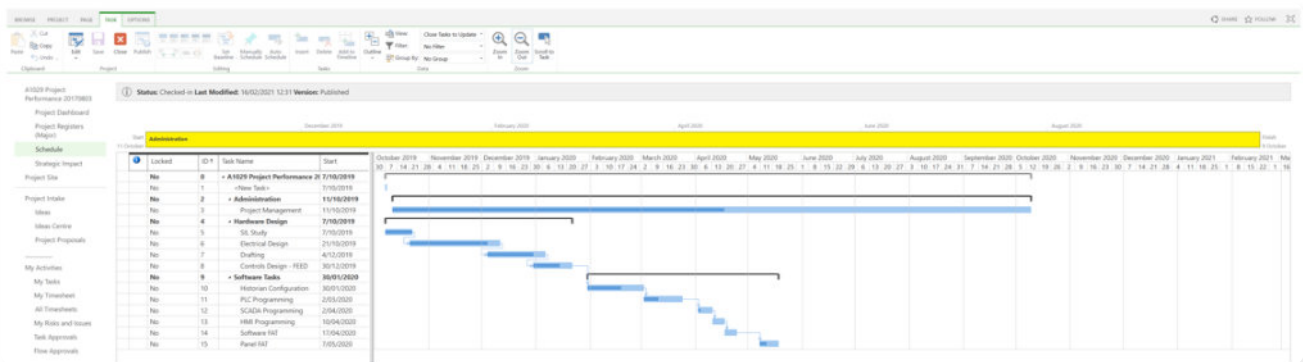 BROWSE PROJECT PAGE TASK OPTIONS
SHARE FOLLOW
Cut
Copy
Undo
Paste
Clipboard
Edit Save Close Publish
Project
Set Baseline
Manually Schedule
Auto Schedule
Editing
Insert Delete Add to Timeline
Tasks
Outline
View: Close Tasks to Update
Filter: No Filter
Group By: No Group
Data
Zoom In Zoom Out Scroll to Task
Zoom
A1029 Project Performance 20170803
Project Dashboard
Project Registers (Major)
Schedule
Strategic Impact
Project Site
Project Intake
Ideas
Ideas Centre
Project Proposals
My Activities
My Tasks
My Timesheet
All Timesheets
My Risks and Issues
Task Approvals
Flow Approvals
Status: Checked-in Last Modified: 16/02/2021 12:31 Version: Published
December 2019 February 2020 April 2020 June 2020 August 2020
Start
11 October
Administration
Finish
8 October
Locked ID Task Name Start
October 2019 November 2019 December 2019 January 2020 February 2020 March 2020 April 2020 May 2020 June 2020 July 2020 August 2020 September 2020 October 2020 November 2020 December 2020 January 2021 February 2021
No 0 A1029 Project Performance 7/10/2019
No 1 <New Task> 7/10/2019
No 2 Administration 11/10/2019
No 3 Project Management 11/10/2019
No 4 Hardware Design 7/10/2019
No 5 SIL Study 7/10/2019
No 6 Electrical Design 21/10/2019
No 7 Drafting 4/12/2019
No 8 Controls Design - FEED 30/12/2019
No 9 Software Tasks 30/01/2020
No 10 Historian Configuration 30/01/2020
No 11 PLC Programming 2/03/2020
No 12 SCADA Programming 2/04/2020
No 13 HMI Programming 10/04/2020
No 14 Software FAT 17/04/2020
No 15 Panel FAT 7/05/2020